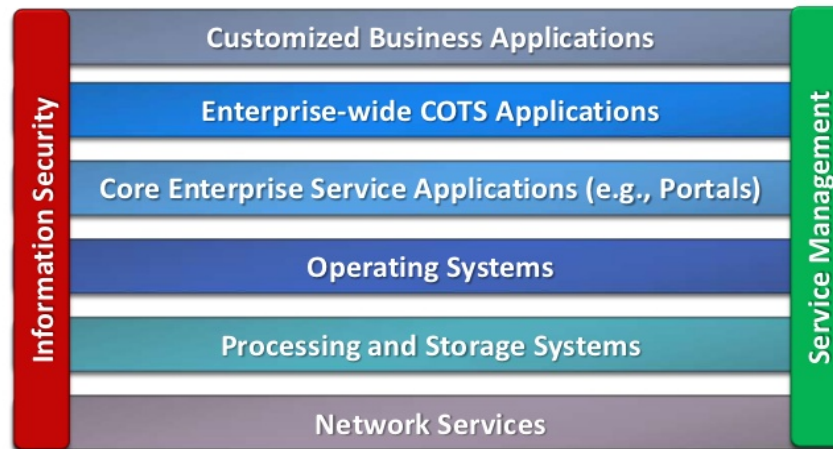 Information Security
Customized Business Applications
Enterprise-wide COTS Applications
Core Enterprise Service Applications (e.g., Portals)
Operating Systems
Processing and Storage Systems
Network Services
Service Management